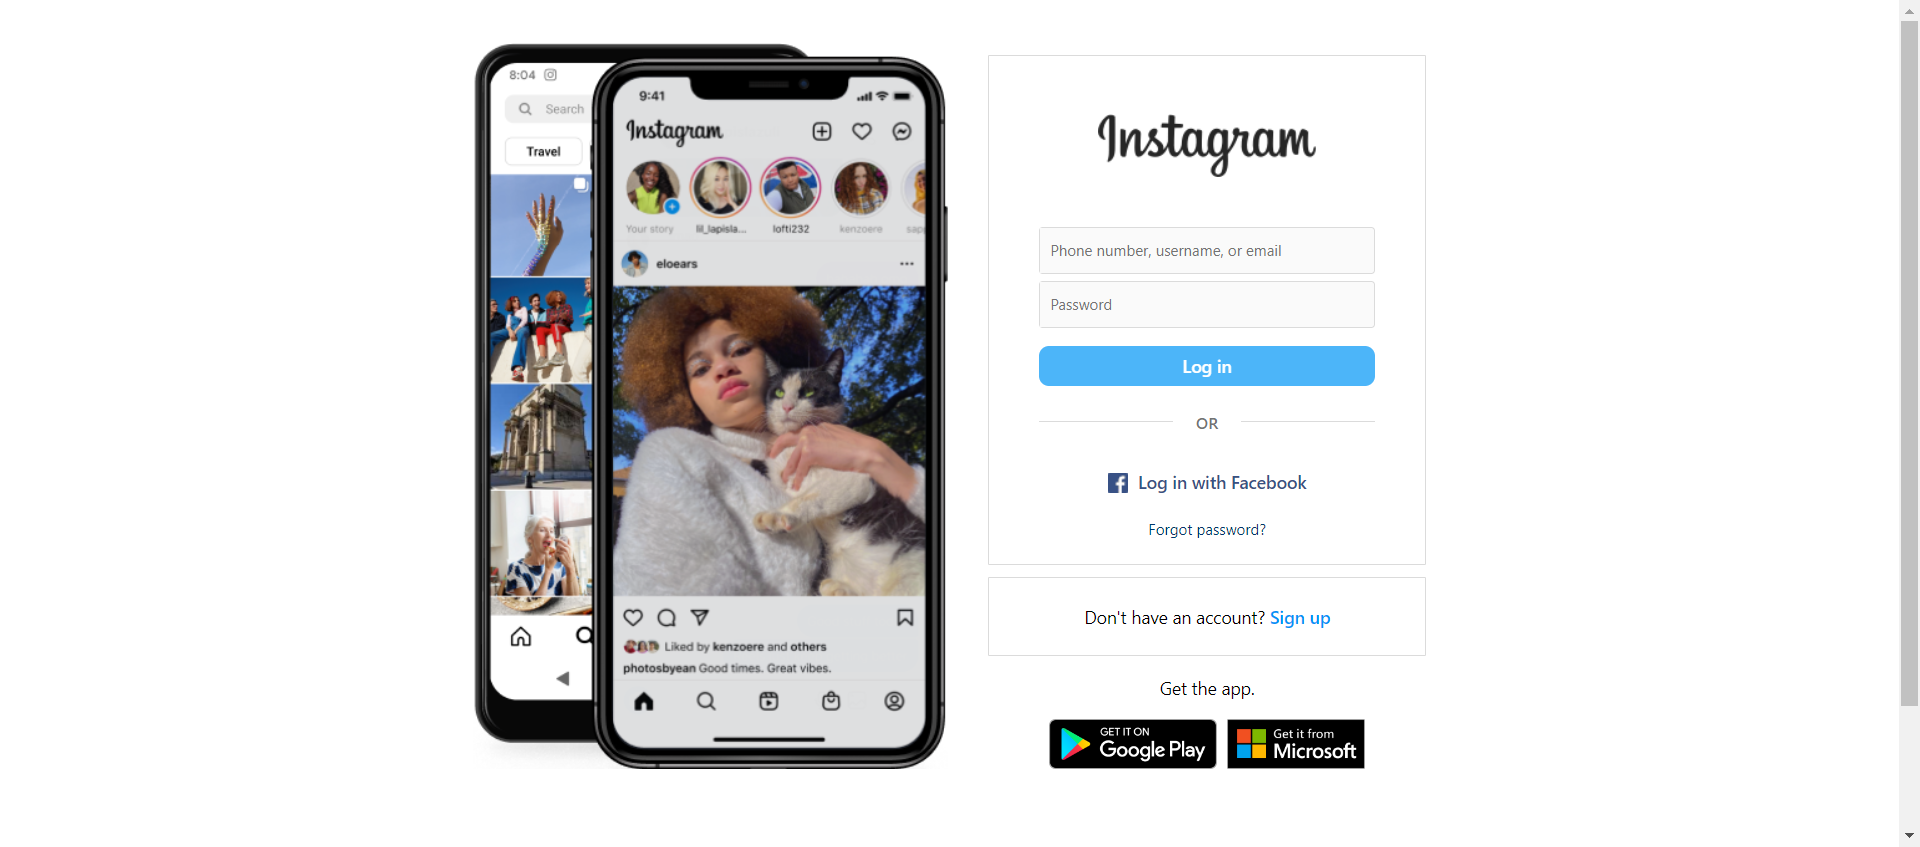 8:04
Search
Travel
9:41
Instagram
Your story
lil_lapisla...
lofti232
kenzoere
sap
eloears
Liked by kenzoere and others
photosbyean Good times. Great vibes.
Instagram
Phone number, username, or email
Password
Log in
OR
Log in with Facebook
Forgot password?
Don't have an account? Sign up
Get the app.
GET IT ON
Google Play
Get it from
Microsoft